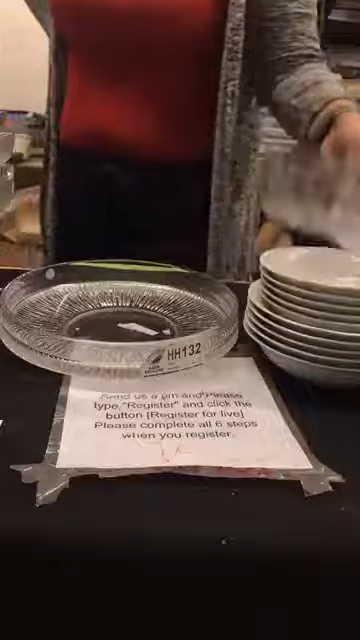 HH132
Send us a pm and Please
type,"Register" and click the
button [Register for live]
Please complete all 6 steps
when you register.